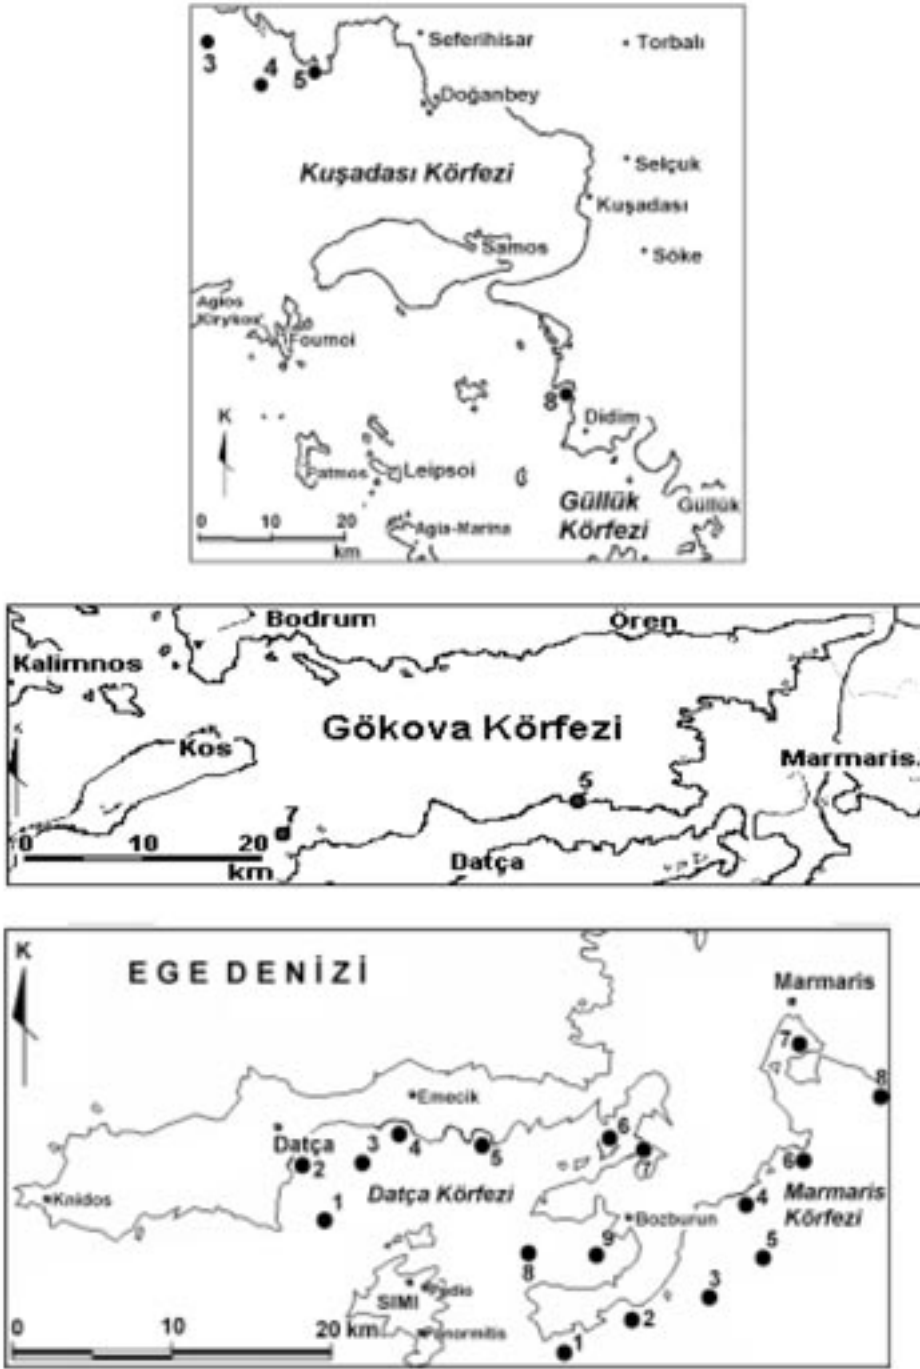 Seferihisar
Torbalı
3
4
5
Doğanbey
Kuşadası Körfezi
Selçuk
Kuşadası
Samos
Söke
Agios
Kirykos
Fournoi
8
K
Didim
Patmos
Leipsoi
Güllük
Körfezi
Güllük
Agia-Marina
0 10 20
km
Bodrum
Ören
Kalimnos
Gökova Körfezi
Kos
Marmaris
5
7
0 10 20
km
Datça
K
EGE DENİZİ
Marmaris
7
8
Emecik
Datça
2
3
4
5
6
7
6
Knidos
1
Datça Körfezi
4
Marmaris
Körfezi
Bozburun
5
8
9
3
SIMI
Pedio
Panormitis
2
1
0 10 20 km